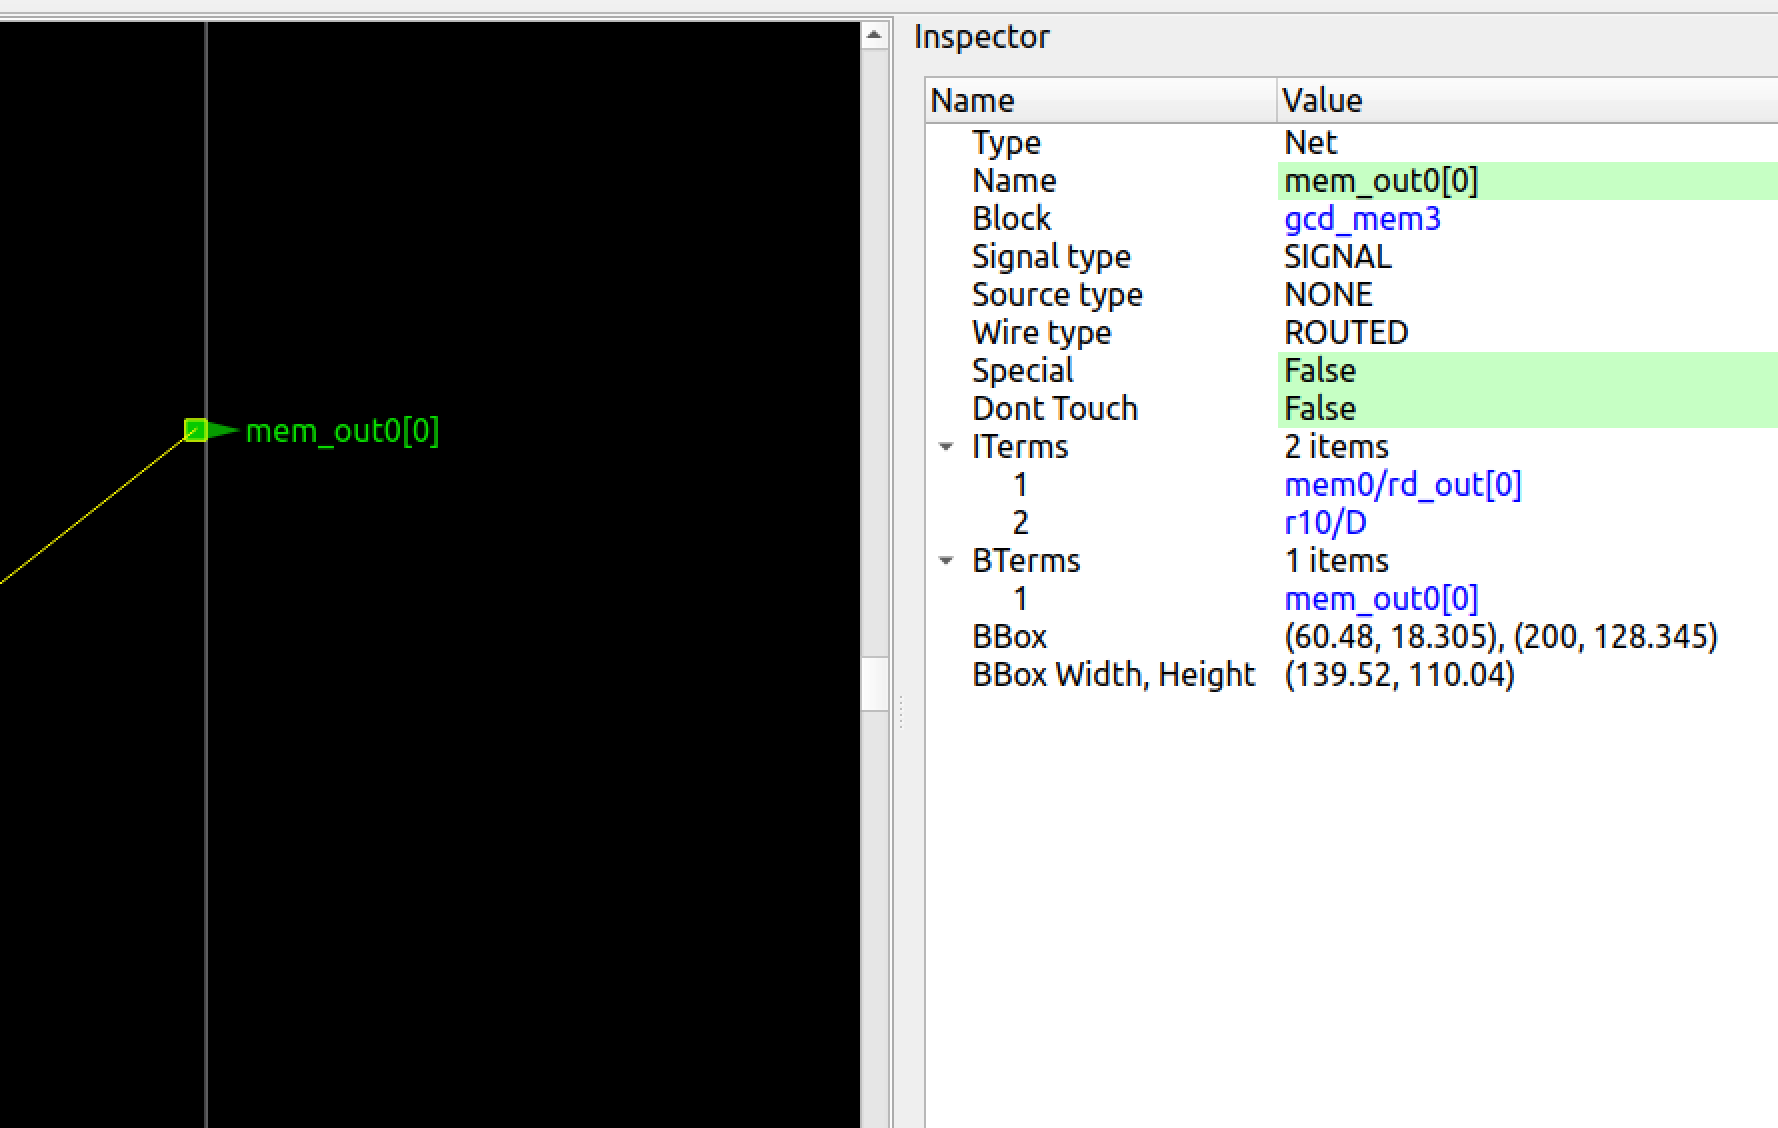 mem_out0[0]
Inspector
Name Value
Type Net
Name mem_out0[0]
Block gcd_mem3
Signal type SIGNAL
Source type NONE
Wire type ROUTED
Special False
Dont Touch False
ITerms 2 items
1 mem0/rd_out[0]
2 r10/D
BTerms 1 items
1 mem_out0[0]
BBox (60.48, 18.305), (200, 128.345)
BBox Width, Height (139.52, 110.04)